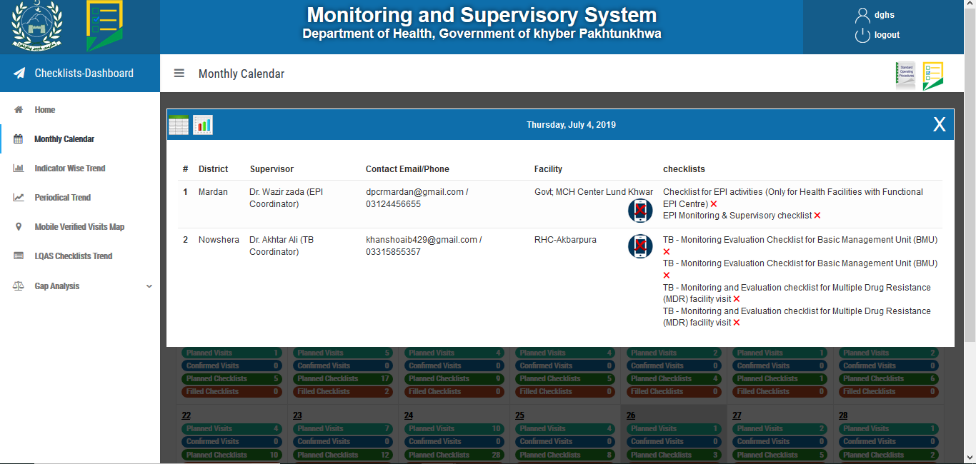 Monitoring and Supervisory System
Department of Health, Government of khyber Pakhtunkhwa
dghs
logout
Checklists-Dashboard
Monthly Calendar
Home
Monthly Calendar
Indicator Wise Trend
Periodical Trend
Mobile Verified Visits Map
LQAS Checklists Trend
Gap Analysis
Thursday, July 4, 2019
X
# District Supervisor Contact Email/Phone Facility checklists
1 Mardan Dr. Wazir zada (EPI dpcrmardan@gmail.com / Govt; MCH Center Lund Khwar Checklist for EPI activities (Only for Health Facilities with Functional
Coordinator) 03124456655 EPI Centre)
EPI Monitoring & Supervisory checklist
2 Nowshera Dr. Akhtar Ali (TB khanshoaib429@gmail.com / RHC-Akbarpura TB - Monitoring Evaluation Checklist for Basic Management Unit (BMU)
Coordinator) 03315855357
TB - Monitoring Evaluation Checklist for Basic Management Unit (BMU)
TB - Monitoring and Evaluation checklist for Multiple Drug Resistance
(MDR) facility visit
TB - Monitoring and Evaluation checklist for Multiple Drug Resistance
(MDR) facility visit
Planned Visits 1 Planned Visits 5 Planned Visits 4 Planned Visits 4 Planned Visits 2 Planned Visits 1 Planned Visits 2
Confirmed Visits 0 Confirmed Visits 0 Confirmed Visits 0 Confirmed Visits 0 Confirmed Visits 0 Confirmed Visits 0 Confirmed Visits 0
Planned Checklists 5 Planned Checklists 17 Planned Checklists 9 Planned Checklists 5 Planned Checklists 4 Planned Checklists 1 Planned Checklists 6
Filled Checklists 0 Filled Checklists 2 Filled Checklists 0 Filled Checklists 0 Filled Checklists 0 Filled Checklists 0 Filled Checklists 0
22 23 24 25 26 27 28
Planned Visits 4 Planned Visits 7 Planned Visits 10 Planned Visits 4 Planned Visits 1 Planned Visits 2 Planned Visits 1
Confirmed Visits 0 Confirmed Visits 0 Confirmed Visits 0 Confirmed Visits 0 Confirmed Visits 0 Confirmed Visits 0 Confirmed Visits 0
Planned Checklists 10 Planned Checklists 12 Planned Checklists 20 Planned Checklists 8 Planned Checklists 3 Planned Checklists 5 Planned Checklists 2